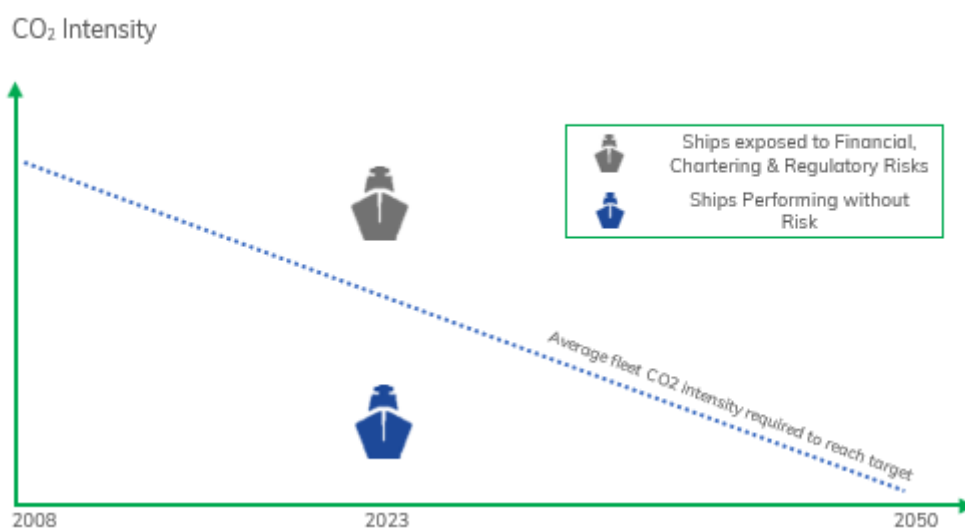 CO₂ Intensity
Ships exposed to Financial,
Chartering & Regulatory Risks
Ships Performing without
Risk
Average fleet CO2 intensity required to reach target
2008
2023
2050